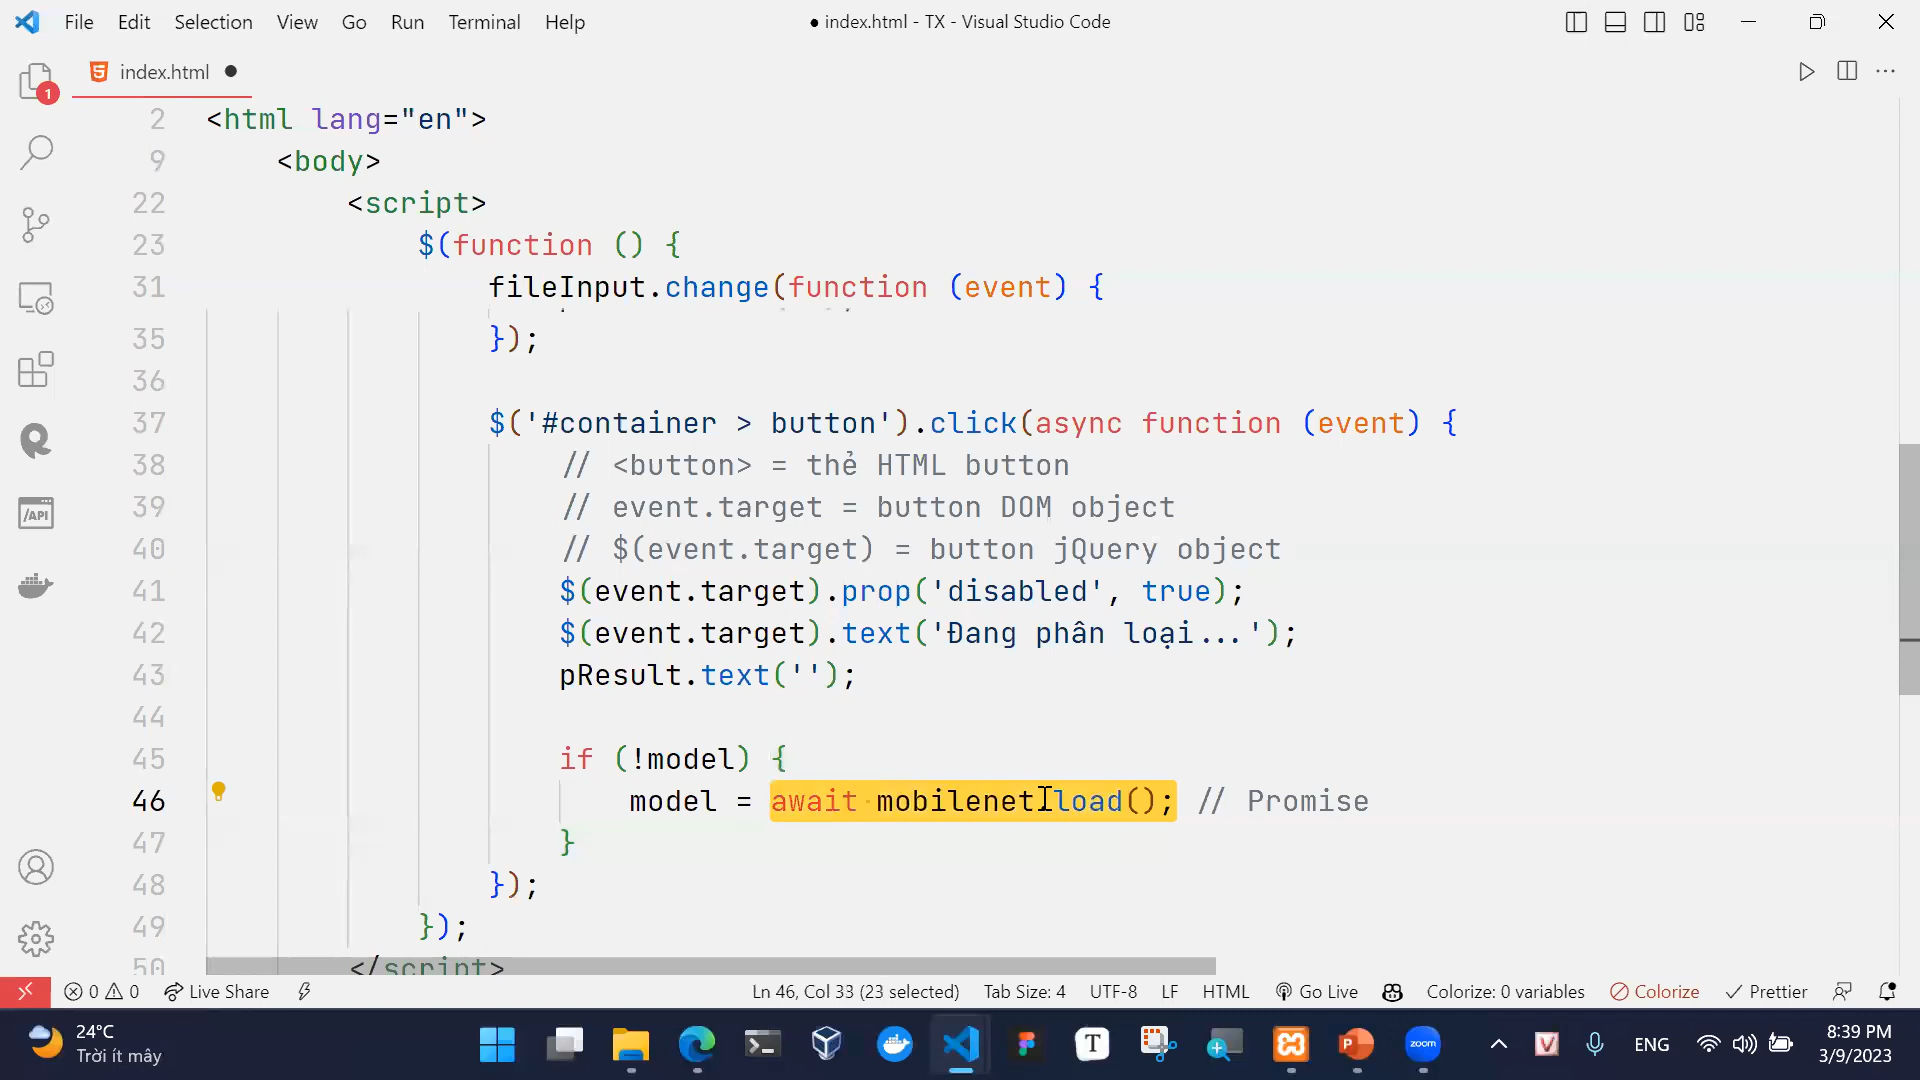 File Edit Selection View Go Run Terminal Help ● index.html - TX - Visual Studio Code
index.html ●
1
2 <html lang="en">
9 <body>
22 <script>
23 $(function () {
31 fileInput.change(function (event) {
35 });
36
37 $('#container > button').click(async function (event) {
38 // <button> = thẻ HTML button
39 // event.target = button DOM object
40 // $(event.target) = button jQuery object
41 $(event.target).prop('disabled', true);
42 $(event.target).text('Đang phân loại...');
43 pResult.text('');
44
45 if (!model) {
46 model = await mobilenet.load(); // Promise
47 }
48 });
49 });
50 </script>
/API
0 0 Live Share Ln 46, Col 33 (23 selected) Tab Size: 4 UTF-8 LF HTML Go Live Colorize: 0 variables Colorize Prettier
24°C
Trời ít mây
T
zoom
V
ENG
8:39 PM
3/9/2023